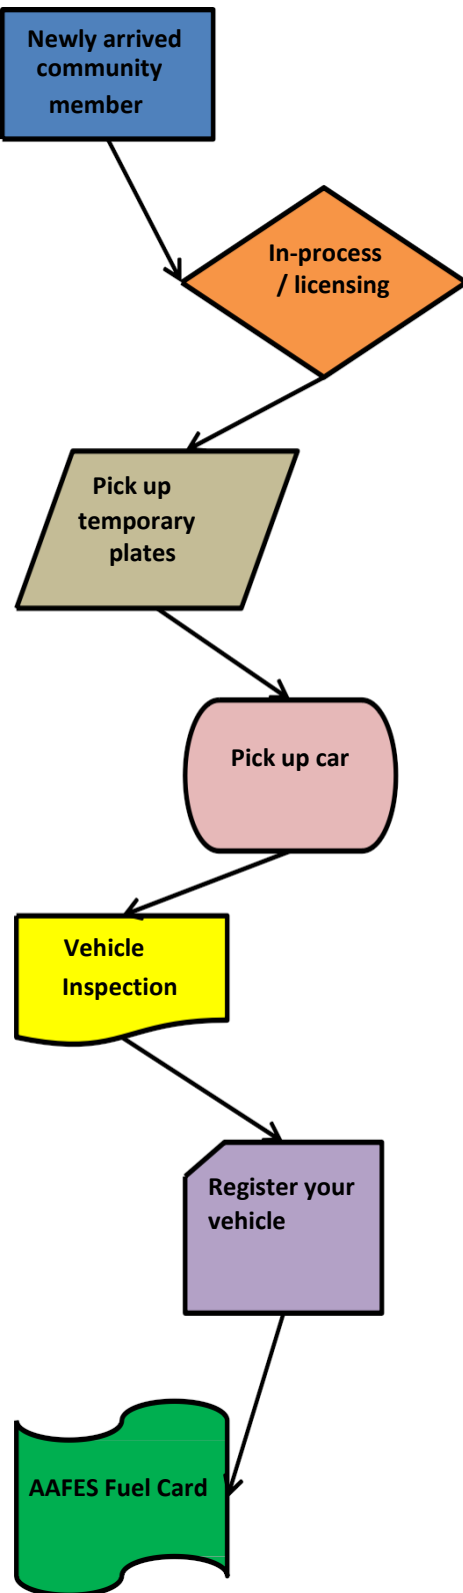 Newly arrived
community
member
In-process
/ licensing
Pick up
temporary
plates
Pick up car
Vehicle
Inspection
Register your
vehicle
AAFES Fuel Card